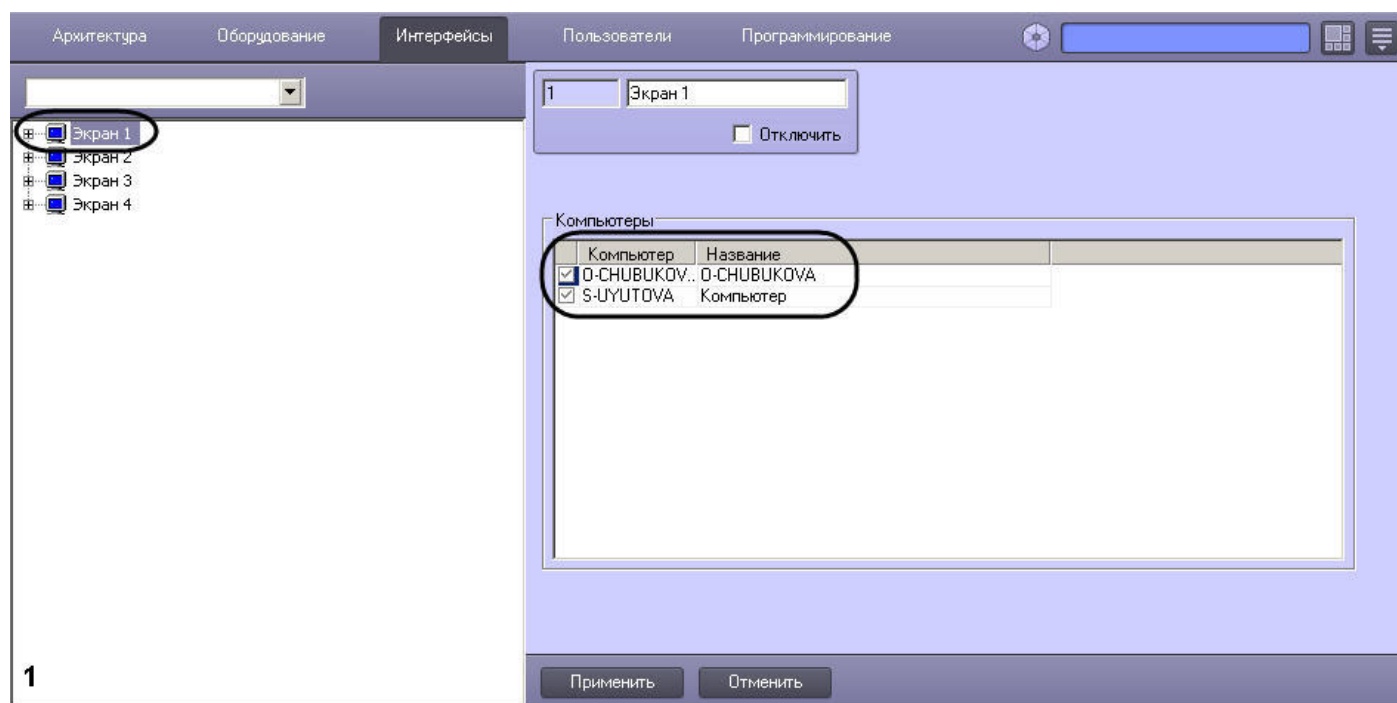 Архитектура Оборудование Интерфейсы Пользователи Программирование
1 Экран 1
Отключить
Экран 1
Экран 2
Экран 3
Экран 4
Компьютеры
Компьютер Название
O-CHUBUKOV.. O-CHUBUKOVA
S-UYUTOVA Компьютер
1
Применить Отменить